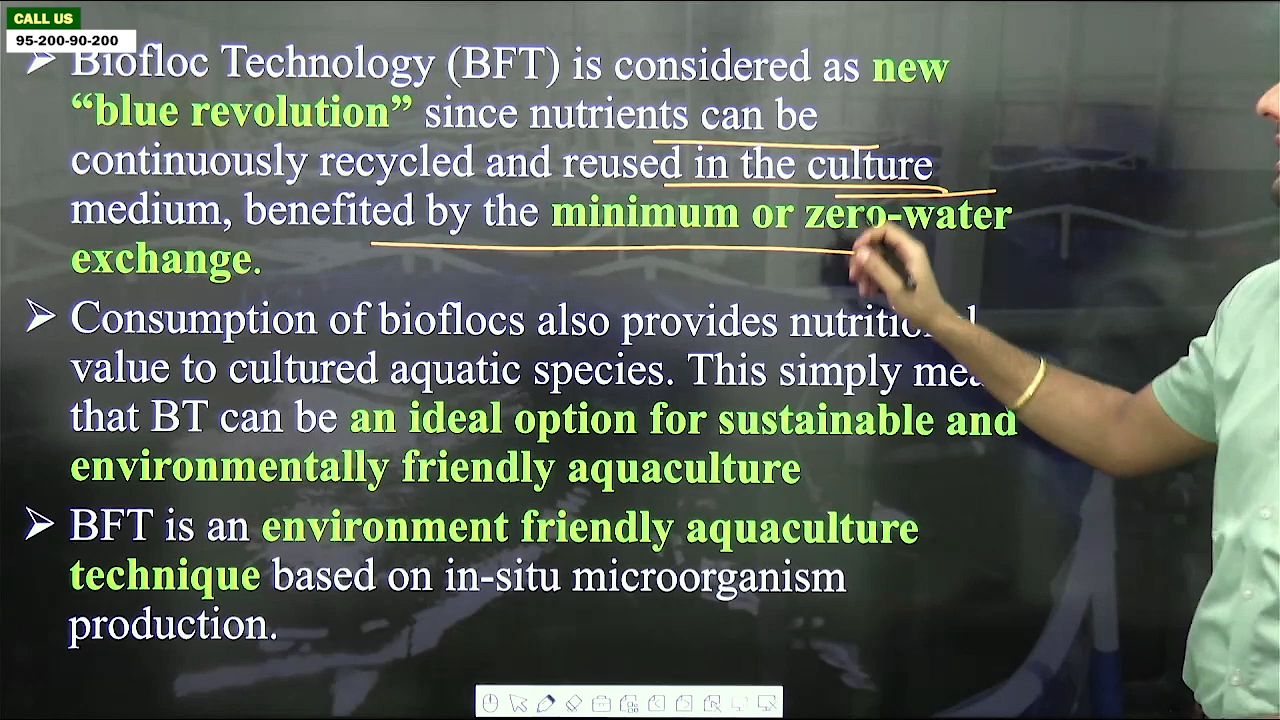 CALL US
95-200-90-200
Biofloc Technology (BFT) is considered as new
“blue revolution” since nutrients can be
continuously recycled and reused in the culture
medium, benefited by the minimum or zero-water
exchange.
Consumption of bioflocs also provides
value to cultured aquatic species. This simply
that BT can be an ideal option for sustainable and
environmentally friendly aquaculture
BFT is an environment friendly aquaculture
technique based on in-situ microorganism
production.